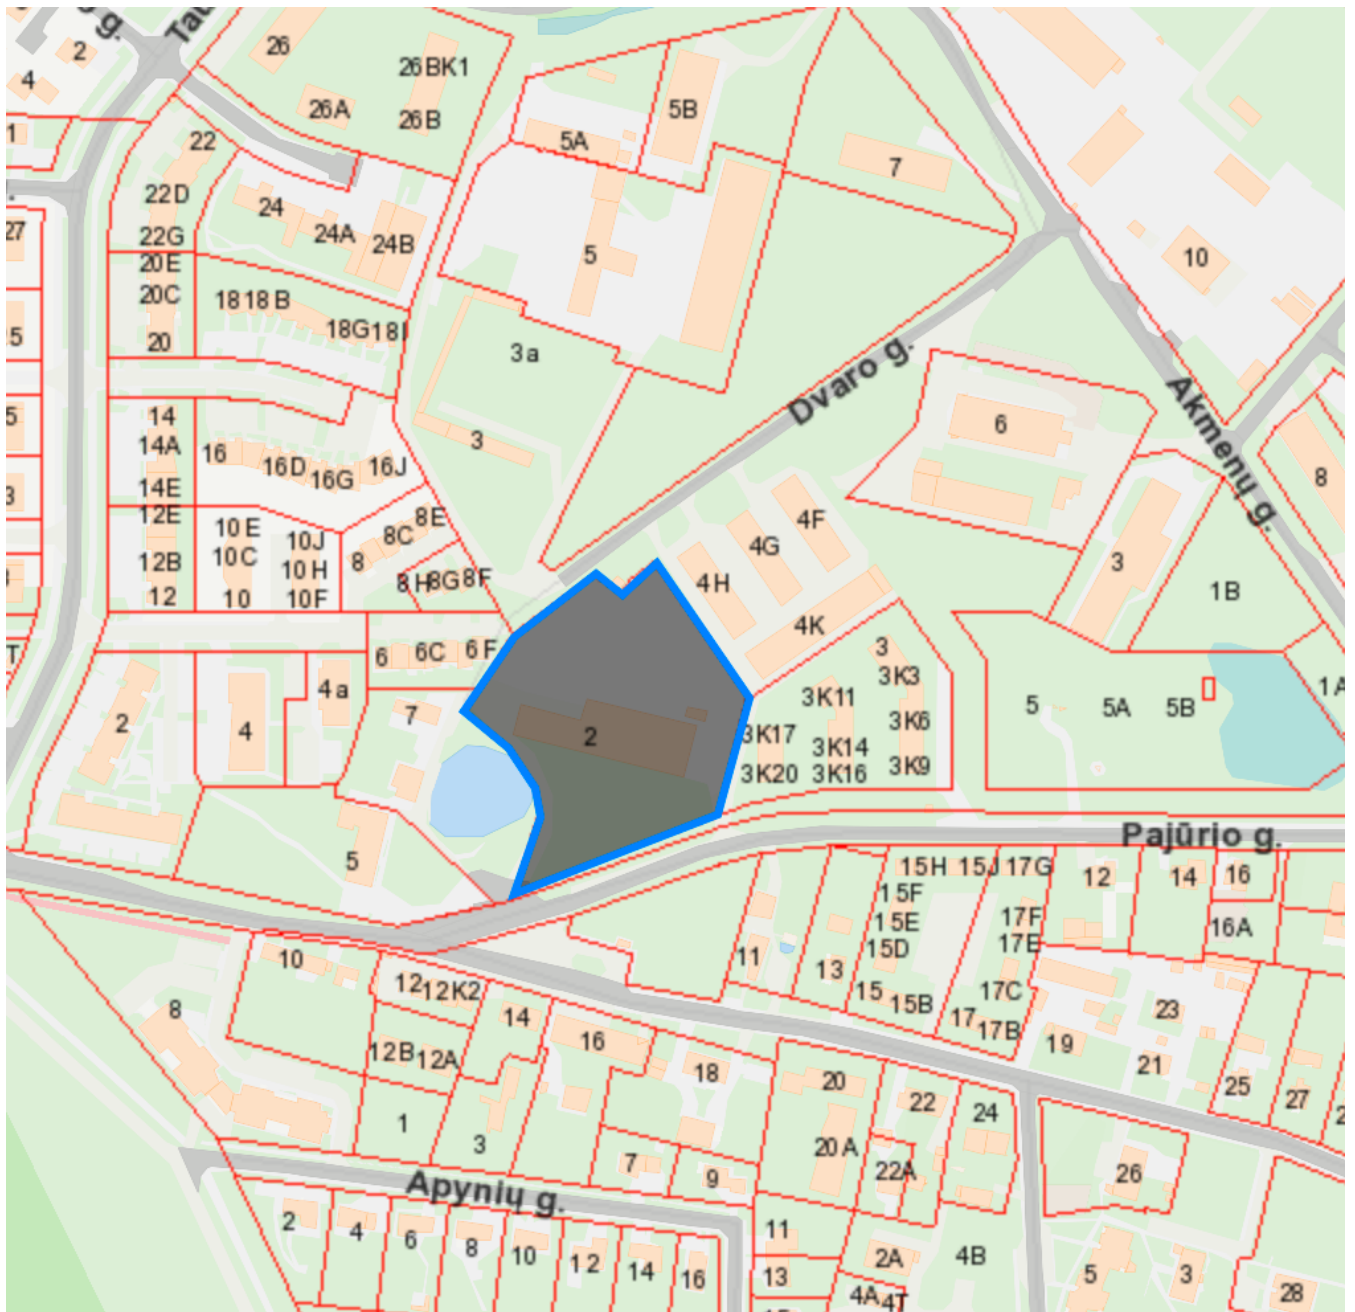 g.
Tau
2
4
1
27
26
26BK1
26A
26B
22
5B
5A
7
22D
24
24A
24B
22G
5
10
20E
20C
18 18B
18G 18I
20
3a
Dvaro g.
Akmenų g.
14
14A
14E
16
16D
16G
16J
3
6
8
12E
12B
12
10E
10C
10
10J
10H
10F
8E
8C
8
8H
8G
8F
4F
4G
4H
4K
3
1B
6
6C
6F
3
3K3
3K11
3K6
3K17
3K14
3K20
3K16
3K9
5
5A
5B
1A
2
4
4a
7
2
5
Pajūrio g.
15H
15J
17G
12
14
16
15F
15E
15D
17F
17E
16A
11
13
15
15B
17C
17
17B
23
19
21
25
27
10
12
12K2
14
8
12B
12A
16
18
20
22
24
1
3
20A
22A
7
9
26
Apynių g.
2
4
6
8
10
12
14
16
11
13
2A
4A
4T
4B
5
3
28